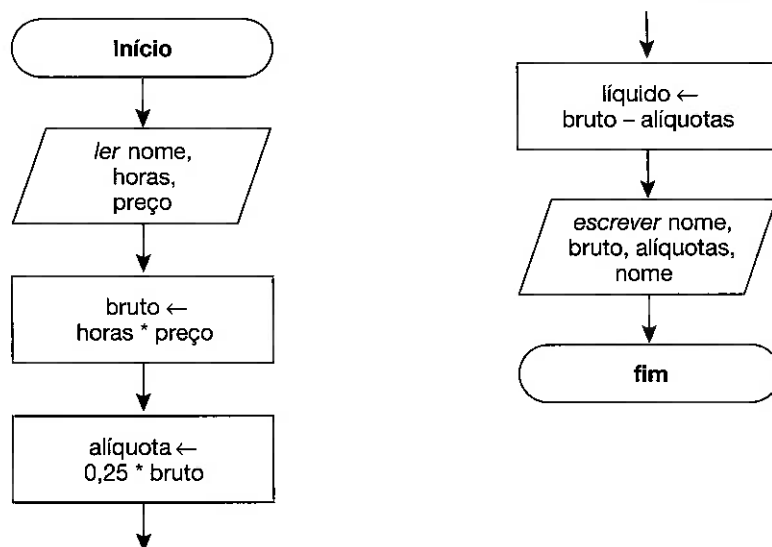 Início
ler nome,
horas,
preço
bruto ←
horas * preço
alíquota ←
0,25 * bruto
líquido ←
bruto – alíquotas
escrever nome,
bruto, alíquotas,
nome
fim